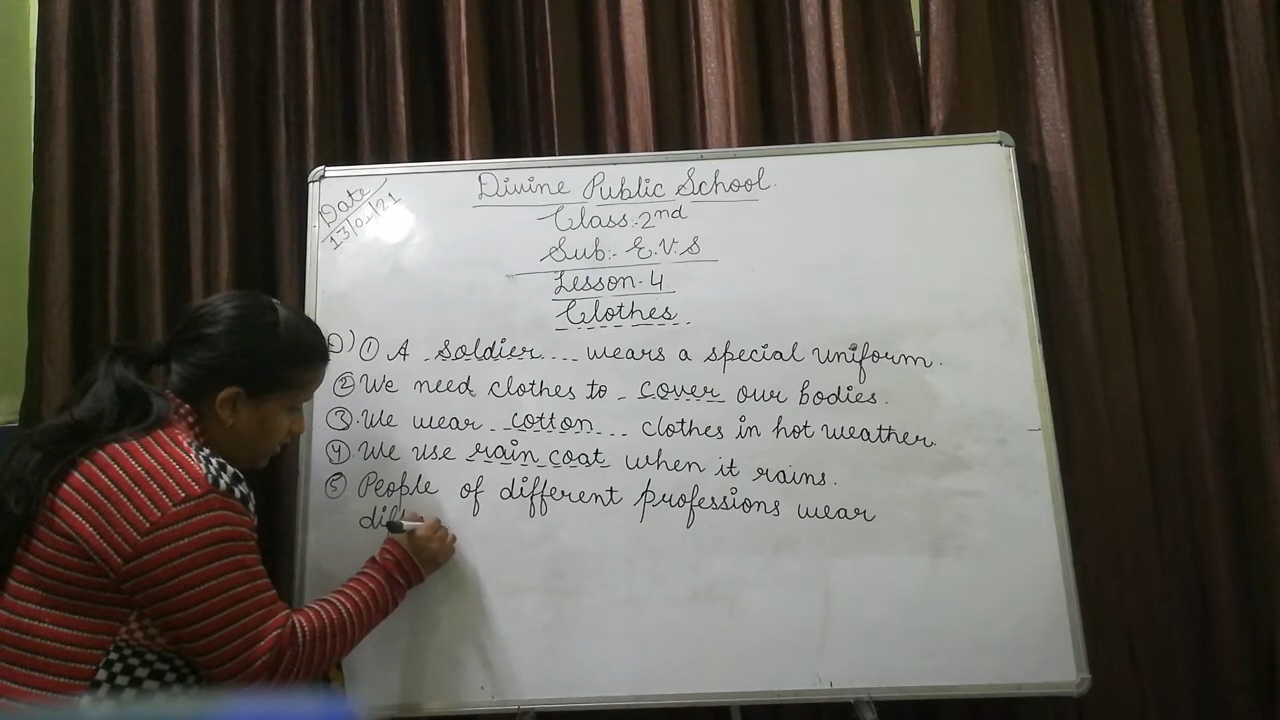 Date
13/01/21
Divine Public School.
Class:- 2nd
Sub:- E.V.S
Lesson. 4
Clothes.
① A soldier .... wears a special uniform.
② We need clothes to cover our bodies.
③. We wear cotton ... clothes in hot weather.
④ We use rain coat when it rains.
⑤ People of different professions wear